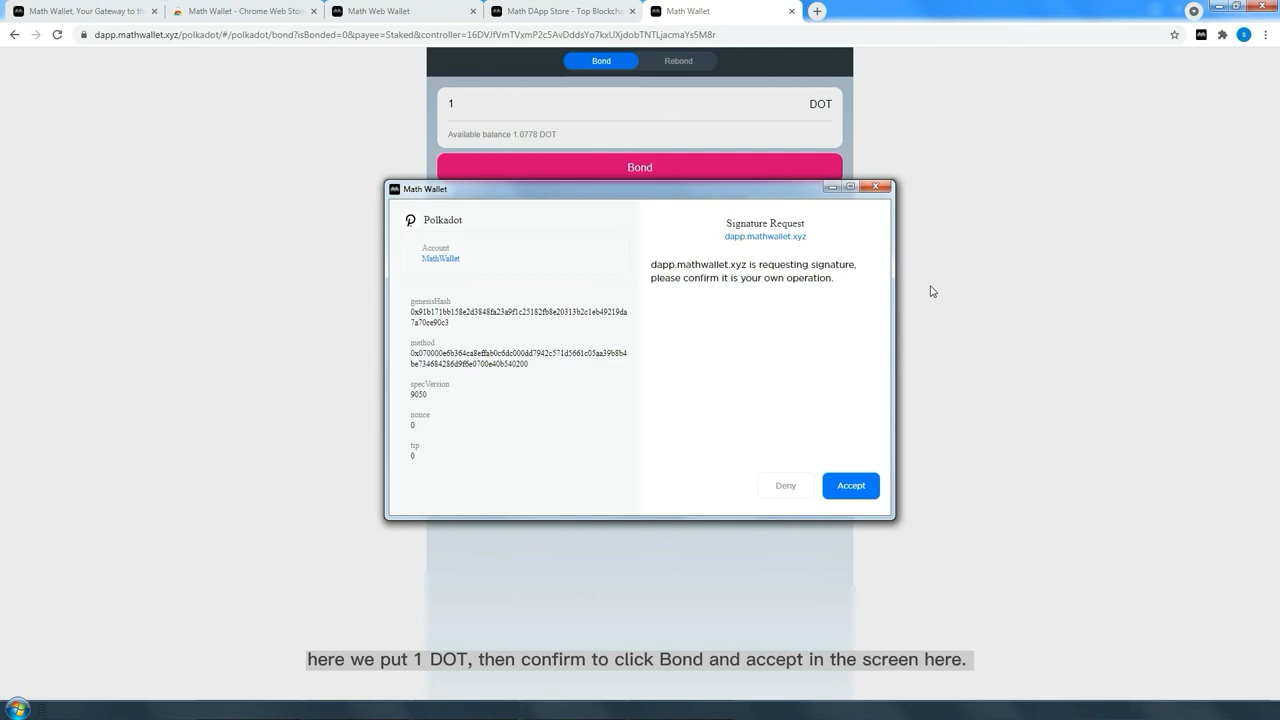 Math Wallet, Your Gateway to th
Math Wallet - Chrome Web Stor
Math Web Wallet
Math DApp Store - Top Blockcha
Math Wallet
dapp.mathwallet.xyz/polkadot/#/polkadot/bond?isBonded=0&payee=Staked&controller=16DVJfVmTVxmP2c5AvDddsYo7kxUXjdobTNTLjacmaYs5M8r
S
Bond
Rebond
1
DOT
Available balance 1.0778 DOT
Bond
Math Wallet
Polkadot
Account
MathWallet
genesisHash
0x91b171bb158e2d3848fa23a9f1c25182fb8e20313b2c1eb49219da
7a70ce90c3
method
0x070000e6b364ca8effab0c6dc000dd7942c571d5661c05aa39b8b4
be734684286d9f6e0700e40b540200
specVersion
9050
nonce
0
tip
0
Signature Request
dapp.mathwallet.xyz
dapp.mathwallet.xyz is requesting signature,
please confirm it is your own operation.
Deny
Accept
here we put 1 DOT, then confirm to click Bond and accept in the screen here.